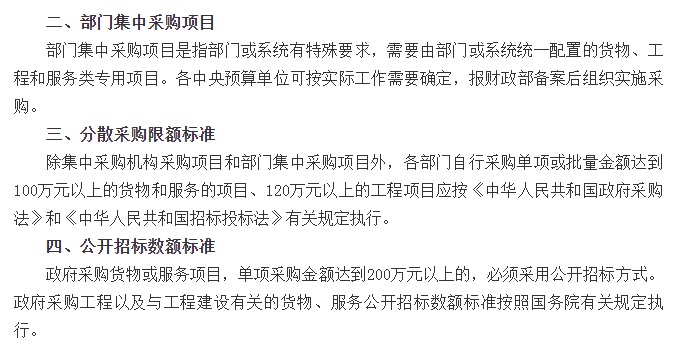 二、部门集中采购项目
部门集中采购项目是指部门或系统有特殊要求，需要由部门或系统统一配置的货物、工
程和服务类专用项目。各中央预算单位可按实际工作需要确定，报财政部备案后组织实施采
购。
三、分散采购限额标准
除集中采购机构采购项目和部门集中采购项目外，各部门自行采购单项或批量金额达到
100万元以上的货物和服务的项目、120万元以上的工程项目应按《中华人民共和国政府采购
法》和《中华人民共和国招标投标法》有关规定执行。
四、公开招标数额标准
政府采购货物或服务项目，单项采购金额达到200万元以上的，必须采用公开招标方式。
政府采购工程以及与工程建设有关的货物、服务公开招标数额标准按照国务院有关规定执
行。